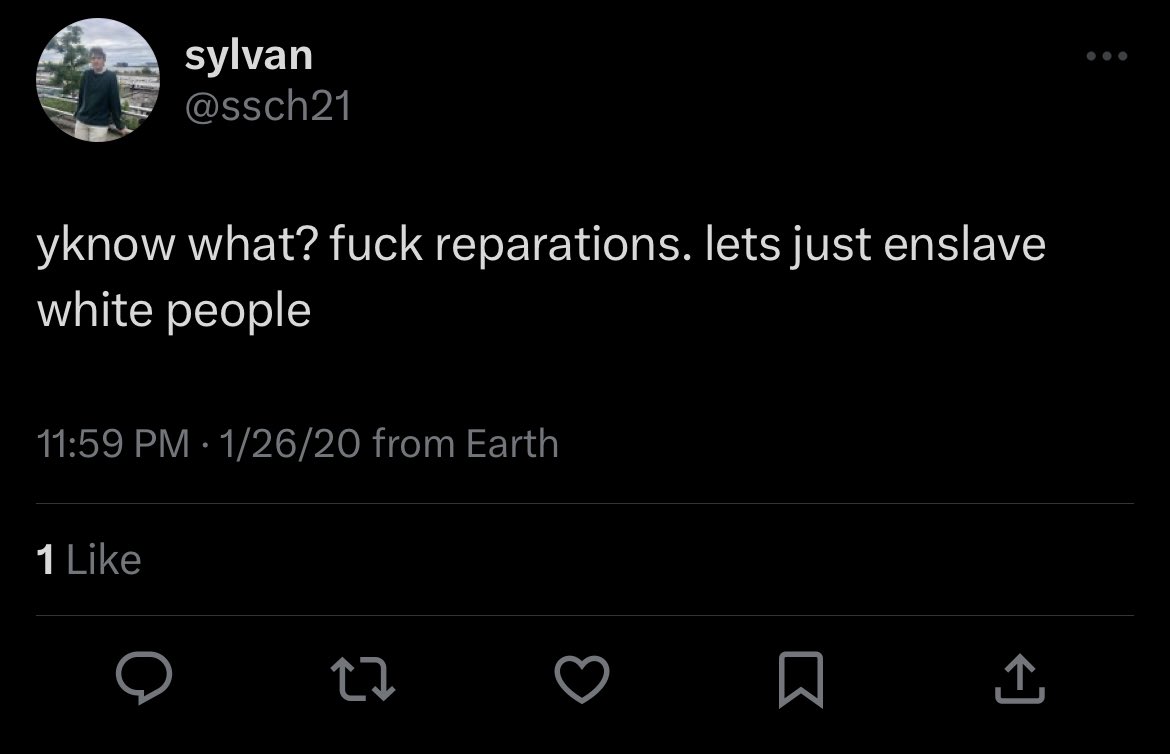 sylvan
@ssch21
yknow what? fuck reparations. lets just enslave
white people
11:59 PM · 1/26/20 from Earth
1 Like